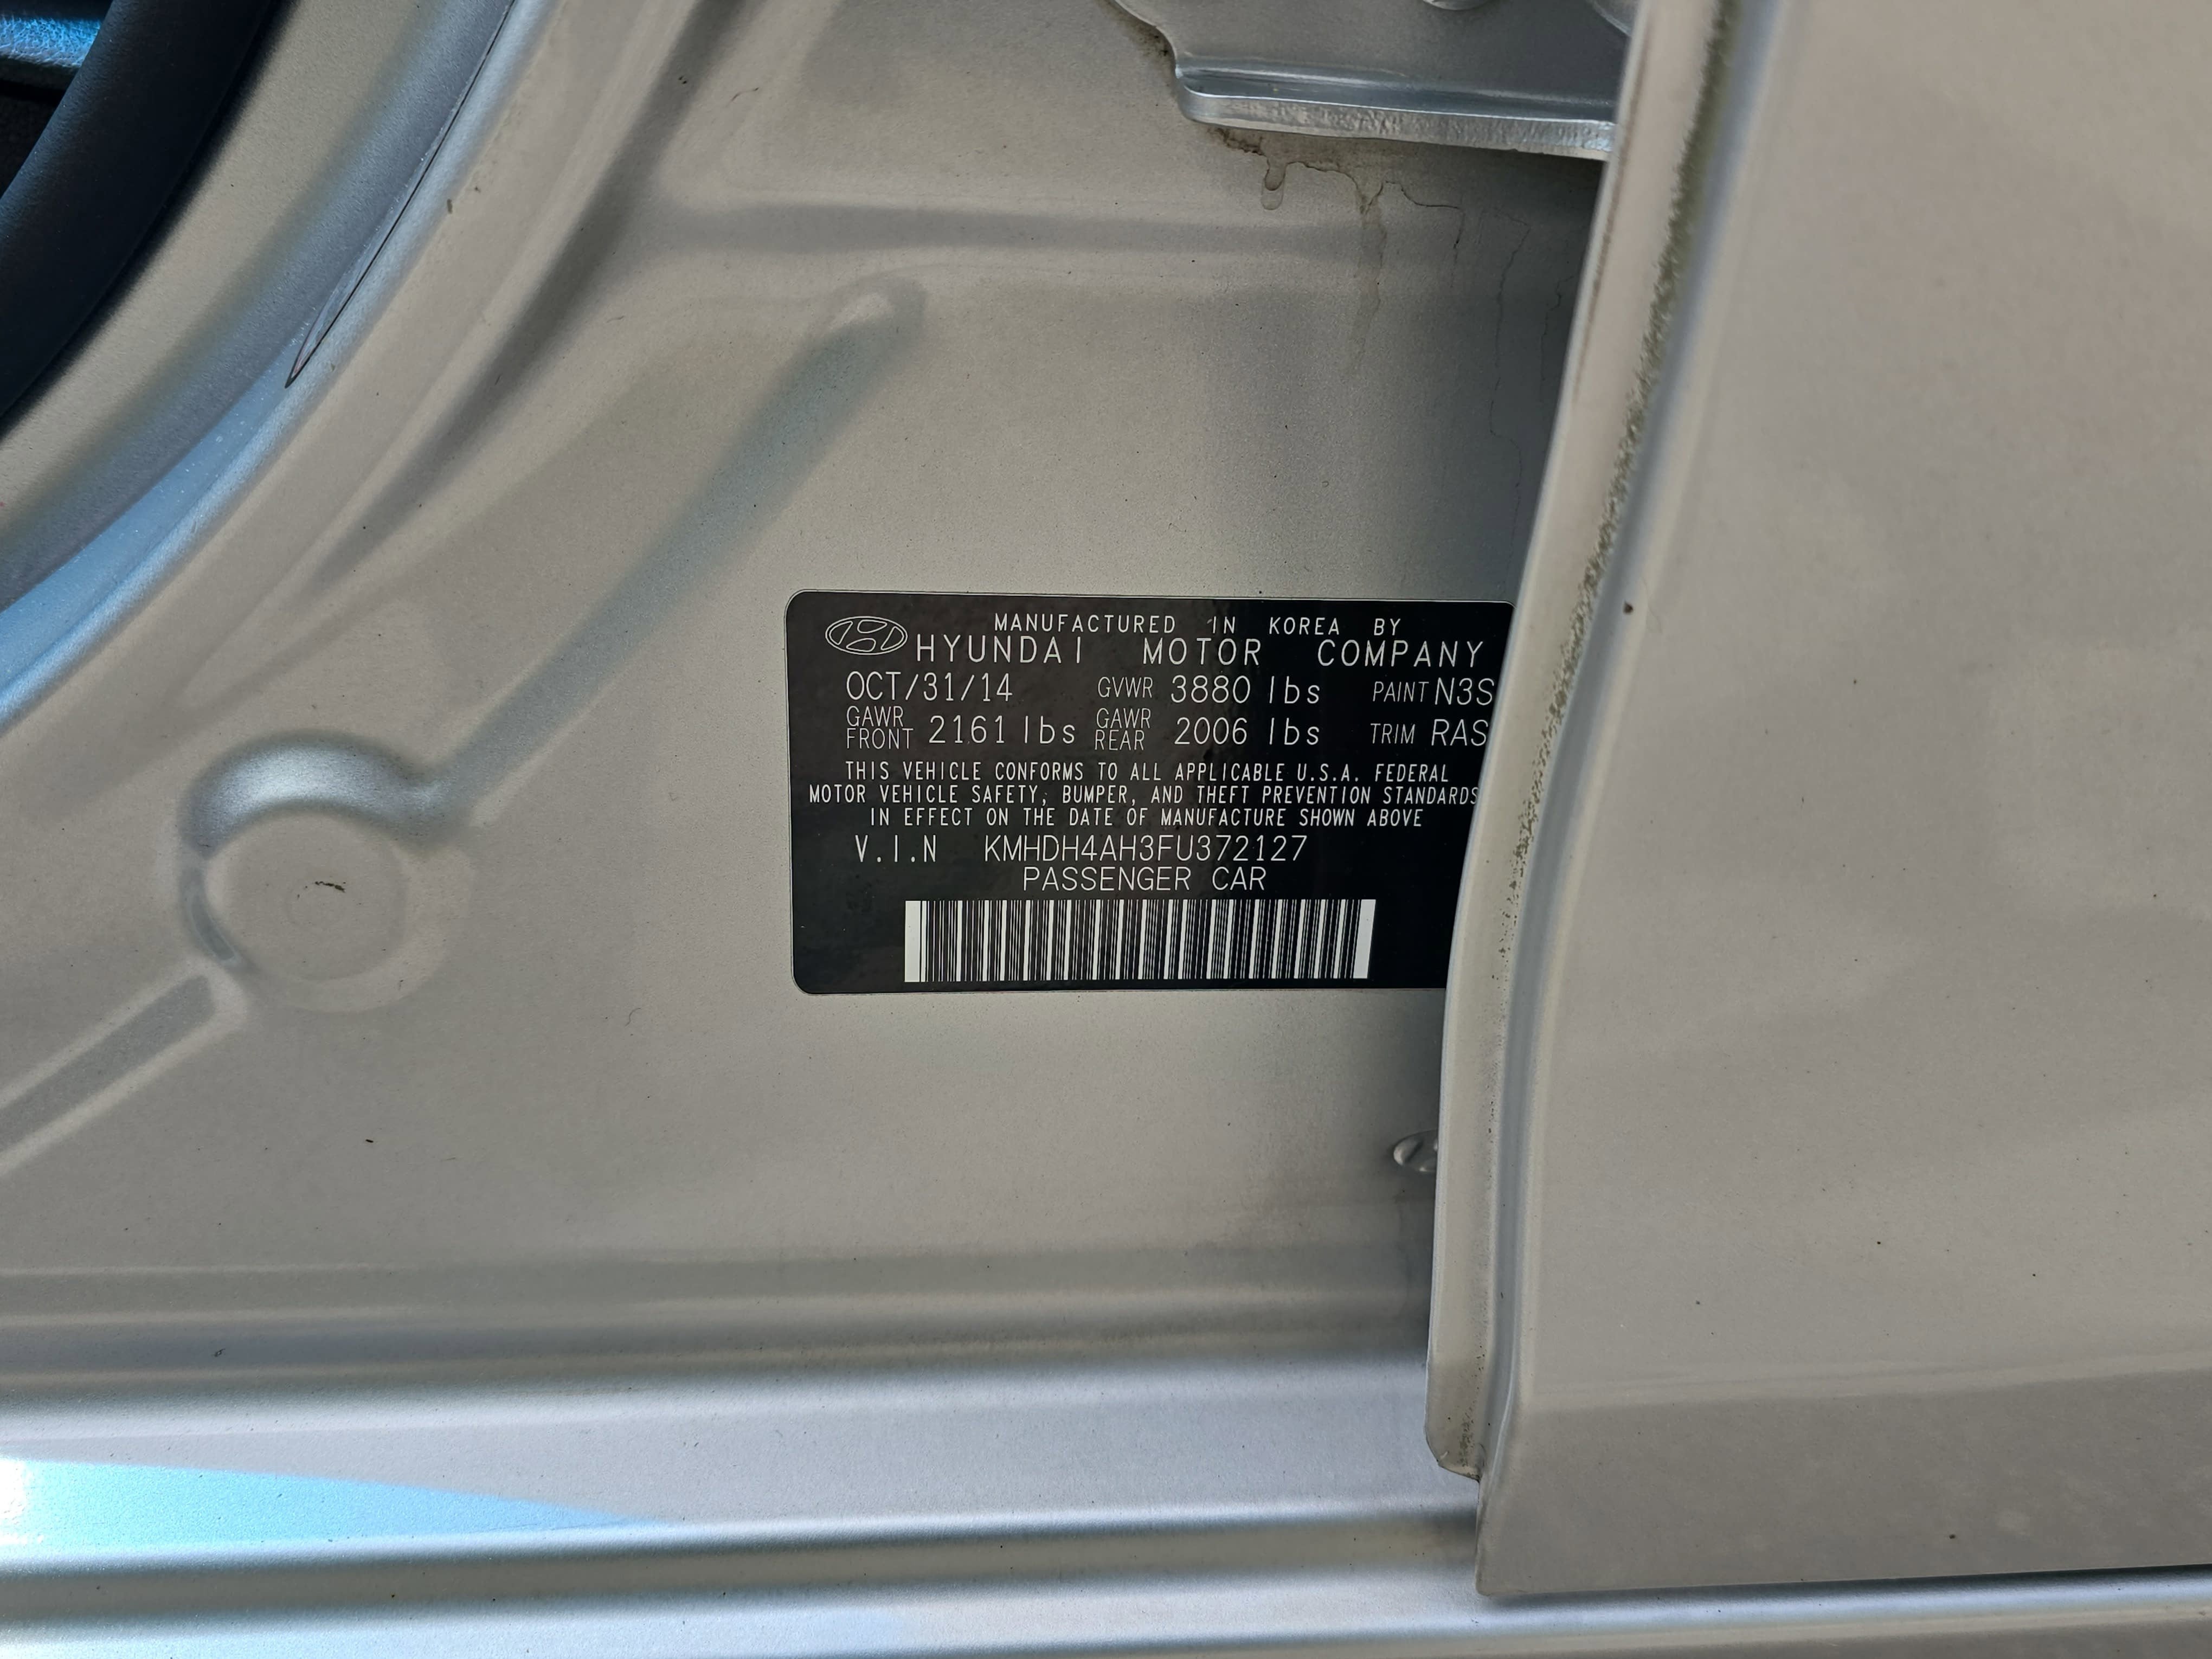 MANUFACTURED IN KOREA BY
HYUNDAI MOTOR COMPANY
OCT/31/14 GVWR 3880 lbs PAINT N3S
GAWR FRONT 2161 lbs GAWR REAR 2006 lbs TRIM RAS
THIS VEHICLE CONFORMS TO ALL APPLICABLE U.S.A. FEDERAL
MOTOR VEHICLE SAFETY, BUMPER, AND THEFT PREVENTION STANDARDS
IN EFFECT ON THE DATE OF MANUFACTURE SHOWN ABOVE
V.I.N KMHDH4AH3FU372127
PASSENGER CAR